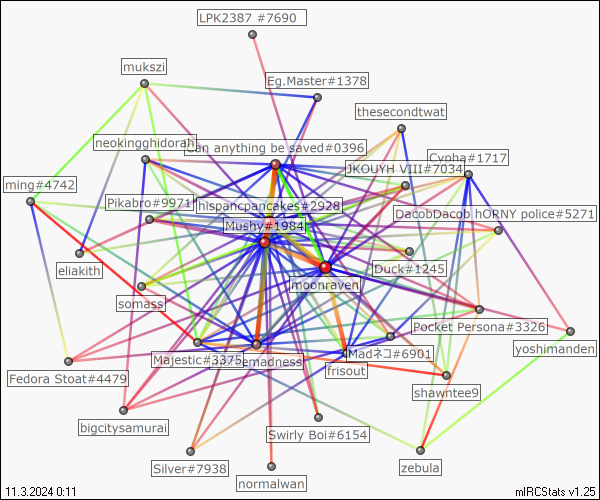 LPK2387 #7690
mukszi
Eg.Master#1378
thesecondtwat
neokingghidorah
Can anything be saved#0396
Cypha#1717
JKOUYH VIII#7034
ming#4742
Pikabro#9971
hispancpancakes#2928
DacobDacob hORNY police#5271
Mushy#1984
eliakith
Duck#1245
moonraven
somass
Pocket Persona#3326
yoshimanden
Majestic#3375
emadness
Madネコ#6901
frisout
Fedora Stoat#4479
shawntee9
bigcitysamurai
Swirly Boi#6154
Silver#7938
zebula
normalwan
11.3.2024 0:11
mIRCStats v1.25